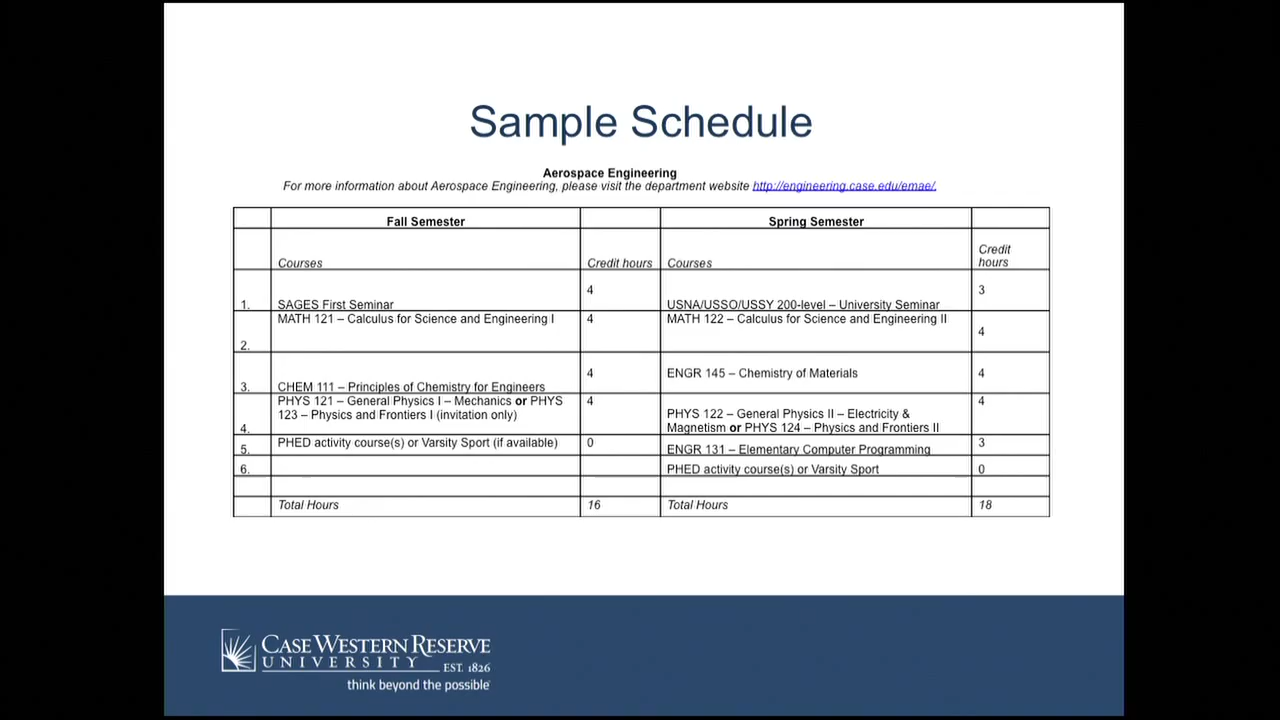 Sample Schedule
Aerospace Engineering
For more information about Aerospace Engineering, please visit the department website http://engineering.case.edu/emae/.
Fall Semester
Spring Semester
Courses
Credit hours
Courses
Credit
hours
1.
SAGES First Seminar
4
USNA/USSO/USSY 200-level – University Seminar
3
2.
MATH 121 – Calculus for Science and Engineering I
4
MATH 122 – Calculus for Science and Engineering II
4
3.
CHEM 111 – Principles of Chemistry for Engineers
4
ENGR 145 – Chemistry of Materials
4
4.
PHYS 121 – General Physics I – Mechanics or PHYS
123 – Physics and Frontiers I (invitation only)
4
PHYS 122 – General Physics II – Electricity &
Magnetism or PHYS 124 – Physics and Frontiers II
4
5.
PHED activity course(s) or Varsity Sport (if available)
0
ENGR 131 – Elementary Computer Programming
3
6.
PHED activity course(s) or Varsity Sport
0
Total Hours
16
Total Hours
18
CASE WESTERN RESERVE
UNIVERSITY EST. 1826
think beyond the possible